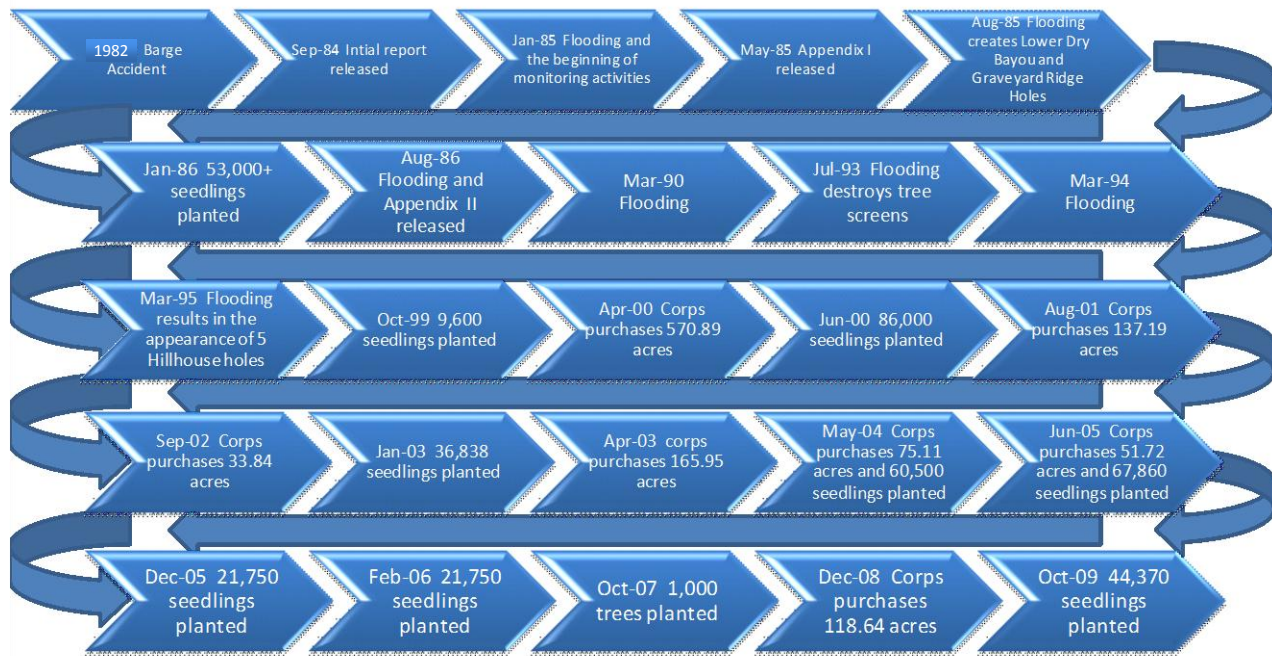 1982 Barge
Accident
Sep-84 Intial report
released
Jan-85 Flooding and
the beginning of
monitoring activities
May-85 Appendix I
released
Aug-85 Flooding
creates Lower Dry
Bayou and
Graveyard Ridge
Holes
Jan-86 53,000+
seedlings
planted
Aug-86
Flooding and
Appendix II
released
Mar-90
Flooding
Jul-93 Flooding
destroys tree
screens
Mar-94
Flooding
Mar-95 Flooding
results in the
appearance of 5
Hillhouse holes
Oct-99 9,600
seedlings planted
Apr-00 Corps
purchases 570.89
acres
Jun-00 86,000
seedlings planted
Aug-01 Corps
purchases 137.19
acres
Sep-02 Corps
purchases 33.84
acres
Jan-03 36,838
seedlings planted
Apr-03 corps
purchases 165.95
acres
May-04 Corps
purchases 75.11
acres and 60,500
seedlings planted
Jun-05 Corps
purchases 51.72
acres and 67,860
seedlings planted
Dec-05 21,750
seedlings
planted
Feb-06 21,750
seedlings
planted
Oct-07 1,000
trees planted
Dec-08 Corps
purchases
118.64 acres
Oct-09 44,370
seedlings
planted